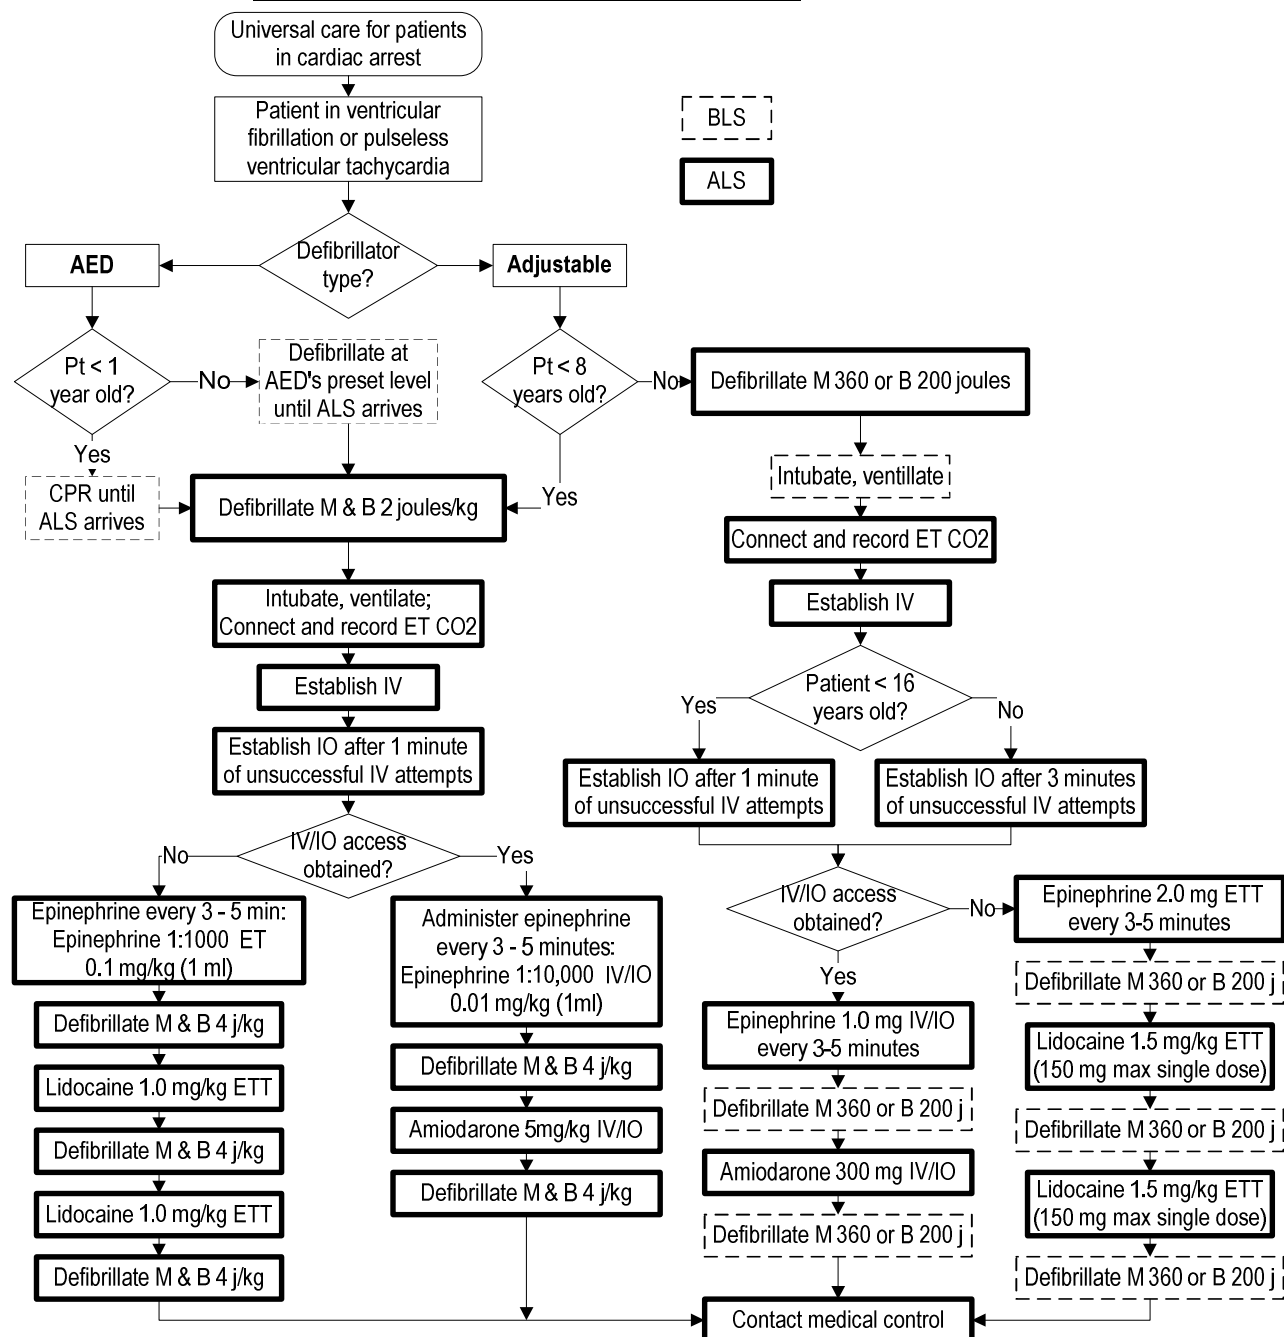 Universal care for patients
in cardiac arrest
Patient in ventricular
fibrillation or pulseless
ventricular tachycardia
BLS
ALS
Defibrillator
type?
AED
Adjustable
Pt < 1
year old?
No
Defibrillate at
AED's preset level
until ALS arrives
Pt < 8
years old?
No
Defibrillate M 360 or B 200 joules
Yes
CPR until
ALS arrives
Defibrillate M & B 2 joules/kg
Yes
Intubate, ventillate
Connect and record ET CO2
Intubate, ventilate;
Connect and record ET CO2
Establish IV
Establish IV
Patient < 16
years old?
Yes
No
Establish IO after 1 minute
of unsuccessful IV attempts
Establish IO after 1 minute
of unsuccessful IV attempts
Establish IO after 3 minutes
of unsuccessful IV attempts
IV/IO access
obtained?
No
Yes
IV/IO access
obtained?
No
Yes
Epinephrine every 3 - 5 min:
Epinephrine 1:1000 ET
0.1 mg/kg (1 ml)
Defibrillate M & B 4 j/kg
Lidocaine 1.0 mg/kg ETT
Defibrillate M & B 4 j/kg
Lidocaine 1.0 mg/kg ETT
Defibrillate M & B 4 j/kg
Administer epinephrine
every 3 - 5 minutes:
Epinephrine 1:10,000 IV/IO
0.01 mg/kg (1ml)
Defibrillate M & B 4 j/kg
Amiodarone 5mg/kg IV/IO
Defibrillate M & B 4 j/kg
Epinephrine 1.0 mg IV/IO
every 3-5 minutes
Defibrillate M 360 or B 200 j
Amiodarone 300 mg IV/IO
Defibrillate M 360 or B 200 j
Epinephrine 2.0 mg ETT
every 3-5 minutes
Defibrillate M 360 or B 200 j
Lidocaine 1.5 mg/kg ETT
(150 mg max single dose)
Defibrillate M 360 or B 200 j
Lidocaine 1.5 mg/kg ETT
(150 mg max single dose)
Defibrillate M 360 or B 200 j
Contact medical control